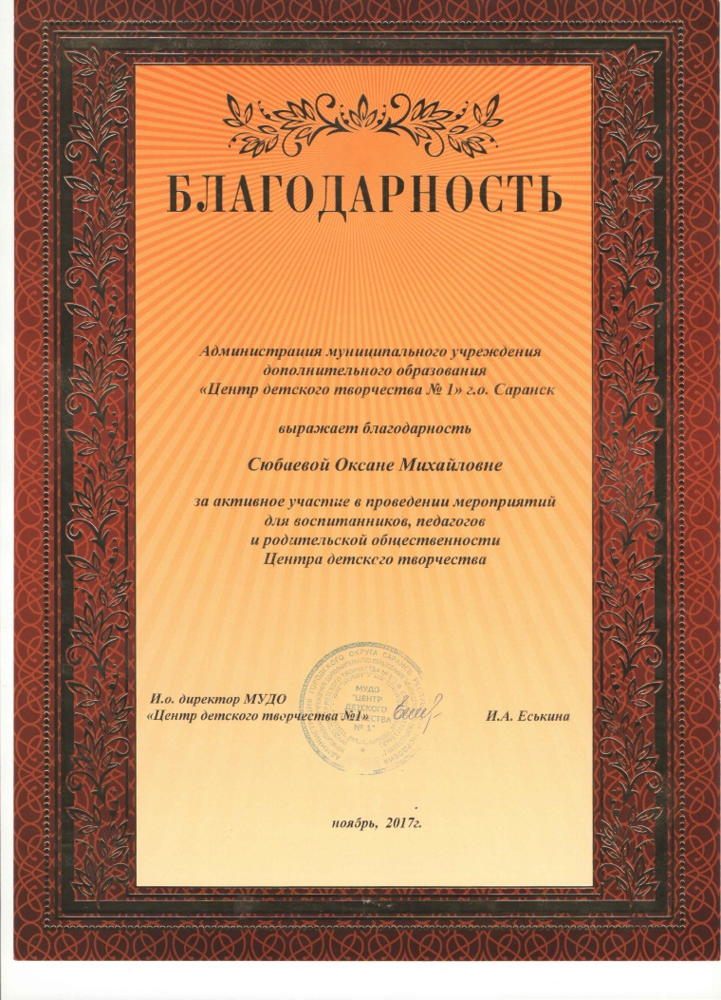 БЛАГОДАРНОСТЬ
Администрация муниципального учреждения
дополнительного образования
«Центр детского творчества № 1» г.о. Саранск
выражает благодарность
Сюбаевой Оксане Михайловне
за активное участие в проведении мероприятий
для воспитанников, педагогов
и родительской общественности
Центра детского творчества
И.о. директор МУДО
«Центр детского творчества №1»
И.А. Еськина
МУДО
"ЦЕНТР
ДЕТСКОГО
ТВОРЧЕСТВА
№ 1"
ноябрь, 2017г.